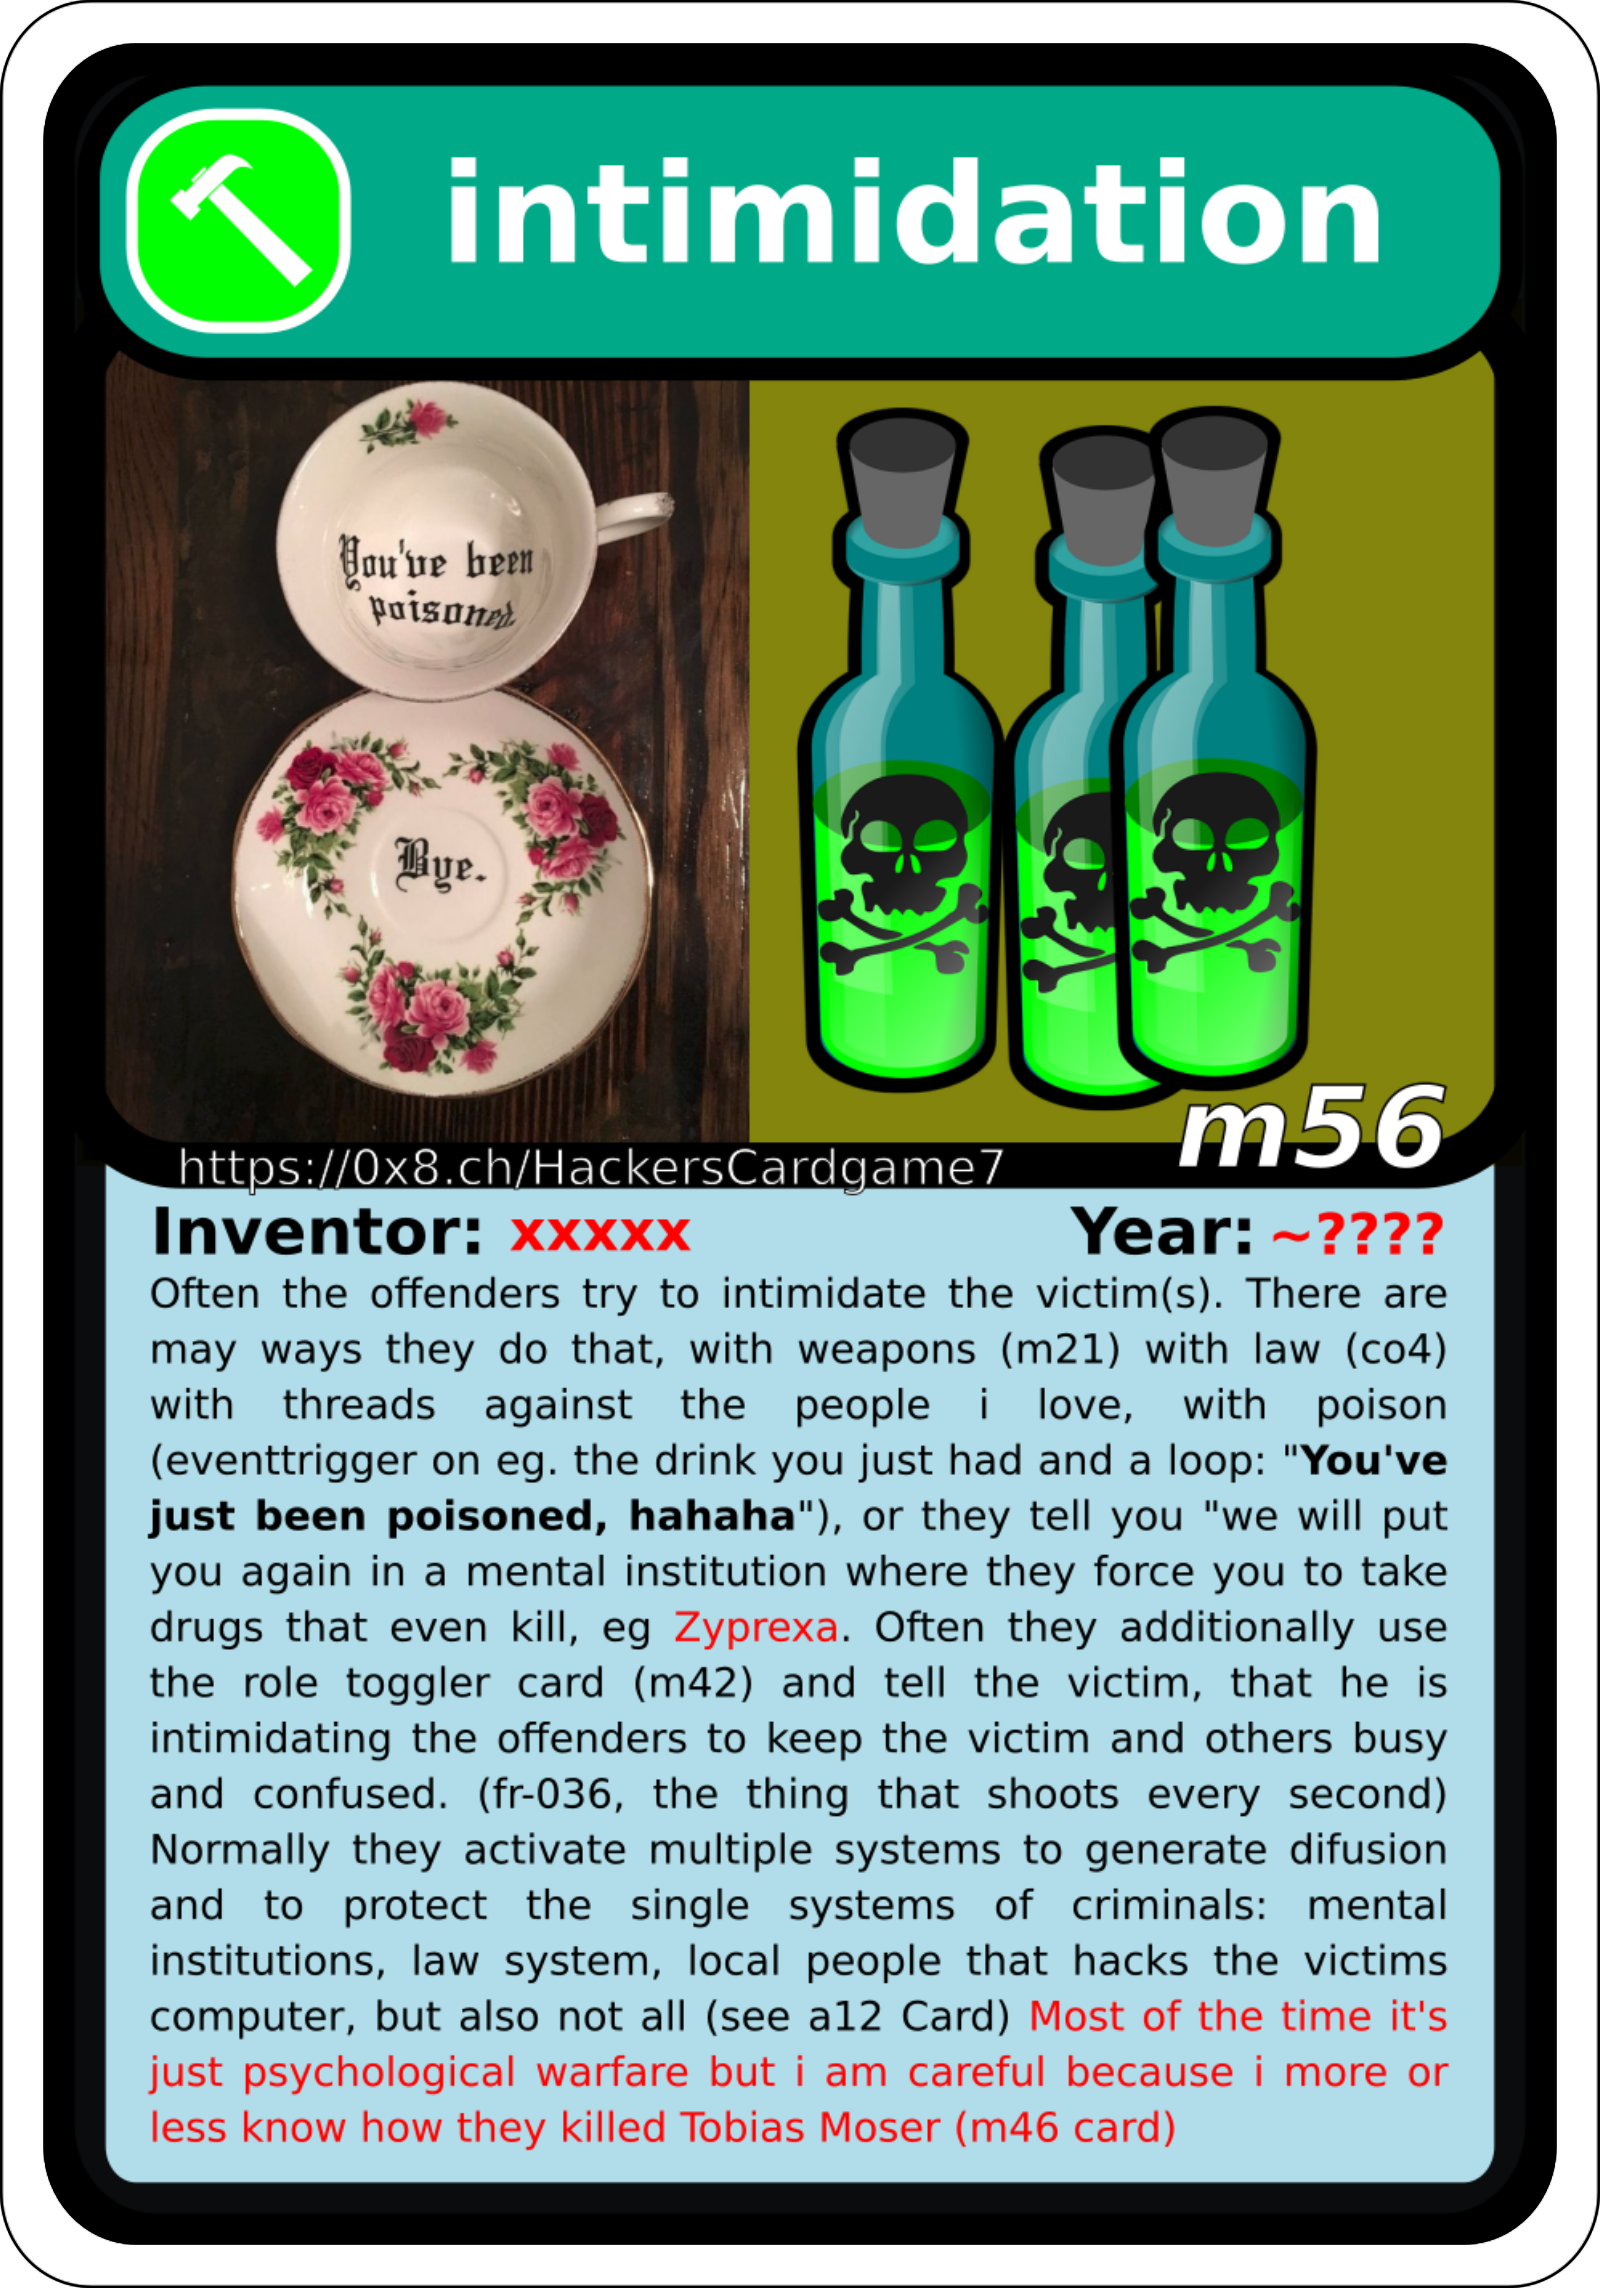 intimidation
You've been
poisoned.
Bye.
m56
https://0x8.ch/HackersCardgame7
Inventor: xxxxx Year: ~????
Often the offenders try to intimidate the victim(s). There are
may ways they do that, with weapons (m21) with law (co4)
with threads against the people i love, with poison
(eventtrigger on eg. the drink you just had and a loop: "You've
just been poisoned, hahaha"), or they tell you "we will put
you again in a mental institution where they force you to take
drugs that even kill, eg Zyprexa. Often they additionally use
the role toggler card (m42) and tell the victim, that he is
intimidating the offenders to keep the victim and others busy
and confused. (fr-036, the thing that shoots every second)
Normally they activate multiple systems to generate difusion
and to protect the single systems of criminals: mental
institutions, law system, local people that hacks the victims
computer, but also not all (see a12 Card) Most of the time it's
just psychological warfare but i am careful because i more or
less know how they killed Tobias Moser (m46 card)